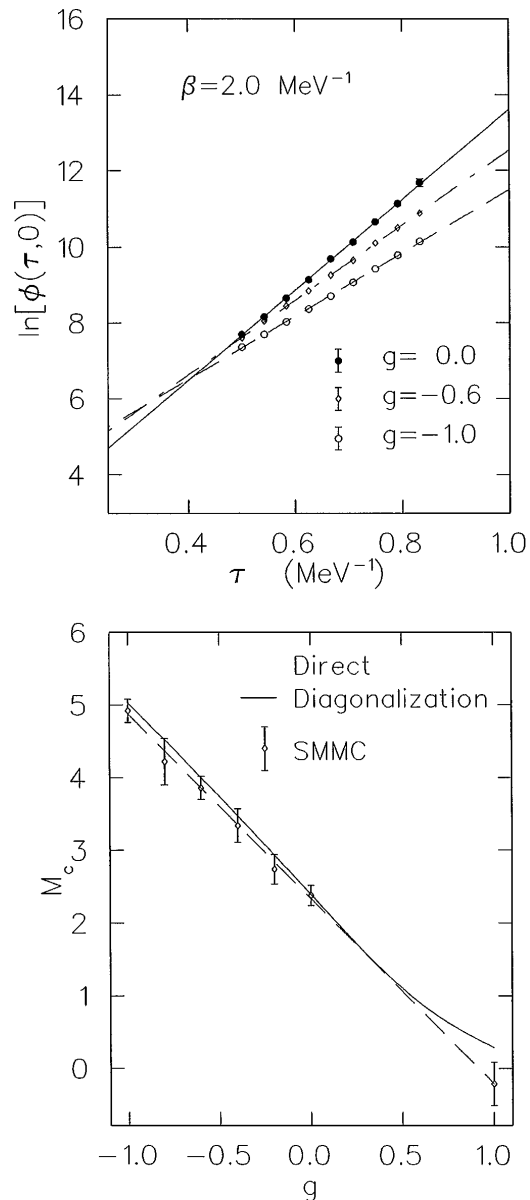 16
14
12
10
8
6
4
ln[ϕ(τ,0)]
β=2.0 MeV⁻¹
g= 0.0
g=−0.6
g=−1.0
0.4 0.6 0.8 1.0
τ (MeV⁻¹)
6
5
4
3
2
1
0
M_c
Direct
Diagonalization
SMMC
−1.0 −0.5 0.0 0.5 1.0
g